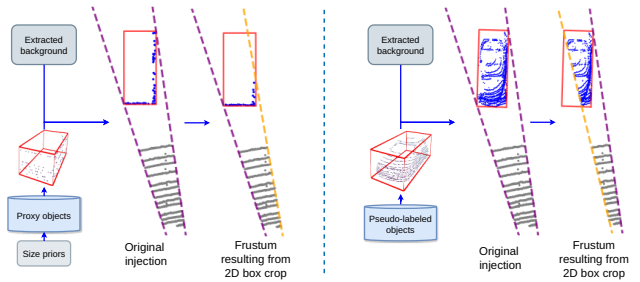 Extracted
background
Proxy objects
Size priors
Original
injection
Frustum
resulting from
2D box crop
Extracted
background
Pseudo-labeled
objects
Original
injection
Frustum
resulting from
2D box crop